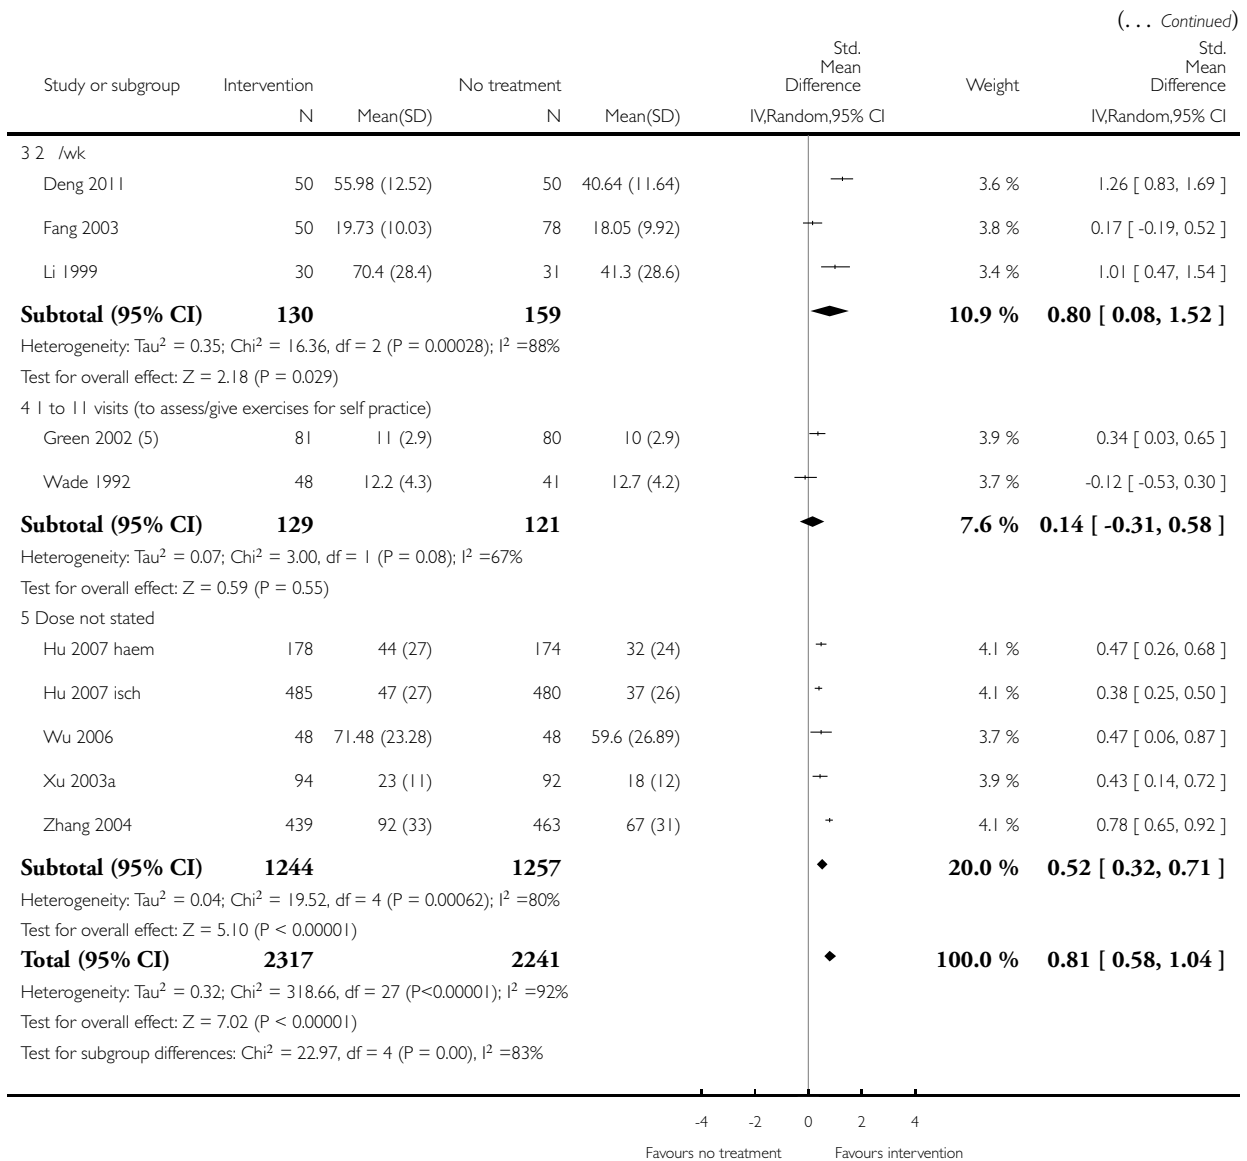 (... Continued)
Std. Mean Difference Std. Mean Difference
Study or subgroup Intervention No treatment Weight
N Mean(SD) N Mean(SD) IV,Random,95% CI IV,Random,95% CI
3 2 /wk
Deng 2011 50 55.98 (12.52) 50 40.64 (11.64) 3.6 % 1.26 [ 0.83, 1.69 ]
Fang 2003 50 19.73 (10.03) 78 18.05 (9.92) 3.8 % 0.17 [ -0.19, 0.52 ]
Li 1999 30 70.4 (28.4) 31 41.3 (28.6) 3.4 % 1.01 [ 0.47, 1.54 ]
Subtotal (95% CI) 130 159 10.9 % 0.80 [ 0.08, 1.52 ]
Heterogeneity: Tau² = 0.35; Chi² = 16.36, df = 2 (P = 0.00028); I² =88%
Test for overall effect: Z = 2.18 (P = 0.029)
4 1 to 11 visits (to assess/give exercises for self practice)
Green 2002 (5) 81 11 (2.9) 80 10 (2.9) 3.9 % 0.34 [ 0.03, 0.65 ]
Wade 1992 48 12.2 (4.3) 41 12.7 (4.2) 3.7 % -0.12 [ -0.53, 0.30 ]
Subtotal (95% CI) 129 121 7.6 % 0.14 [ -0.31, 0.58 ]
Heterogeneity: Tau² = 0.07; Chi² = 3.00, df = 1 (P = 0.08); I² =67%
Test for overall effect: Z = 0.59 (P = 0.55)
5 Dose not stated
Hu 2007 haem 178 44 (27) 174 32 (24) 4.1 % 0.47 [ 0.26, 0.68 ]
Hu 2007 isch 485 47 (27) 480 37 (26) 4.1 % 0.38 [ 0.25, 0.50 ]
Wu 2006 48 71.48 (23.28) 48 59.6 (26.89) 3.7 % 0.47 [ 0.06, 0.87 ]
Xu 2003a 94 23 (11) 92 18 (12) 3.9 % 0.43 [ 0.14, 0.72 ]
Zhang 2004 439 92 (33) 463 67 (31) 4.1 % 0.78 [ 0.65, 0.92 ]
Subtotal (95% CI) 1244 1257 20.0 % 0.52 [ 0.32, 0.71 ]
Heterogeneity: Tau² = 0.04; Chi² = 19.52, df = 4 (P = 0.00062); I² =80%
Test for overall effect: Z = 5.10 (P < 0.00001)
Total (95% CI) 2317 2241 100.0 % 0.81 [ 0.58, 1.04 ]
Heterogeneity: Tau² = 0.32; Chi² = 318.66, df = 27 (P<0.00001); I² =92%
Test for overall effect: Z = 7.02 (P < 0.00001)
Test for subgroup differences: Chi² = 22.97, df = 4 (P = 0.00), I² =83%
-4 -2 0 2 4
Favours no treatment Favours intervention